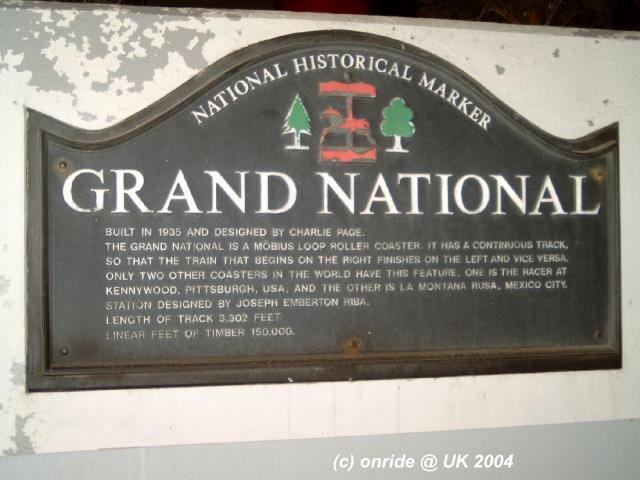 NATIONAL HISTORICAL MARKER
GRAND NATIONAL
BUILT IN 1935 AND DESIGNED BY CHARLIE PAGE.
THE GRAND NATIONAL IS A MÖBIUS LOOP ROLLER COASTER. IT HAS A CONTINUOUS TRACK,
SO THAT THE TRAIN THAT BEGINS ON THE RIGHT FINISHES ON THE LEFT AND VICE VERSA.
ONLY TWO OTHER COASTERS IN THE WORLD HAVE THIS FEATURE, ONE IS THE RACER AT
KENNYWOOD, PITTSBURGH, USA, AND THE OTHER IS LA MONTANA RUSA, MEXICO CITY.
STATION DESIGNED BY JOSEPH EMBERTON RIBA.
LENGTH OF TRACK 3,302 FEET.
LINEAR FEET OF TIMBER 150,000.
(c) onride @ UK 2004